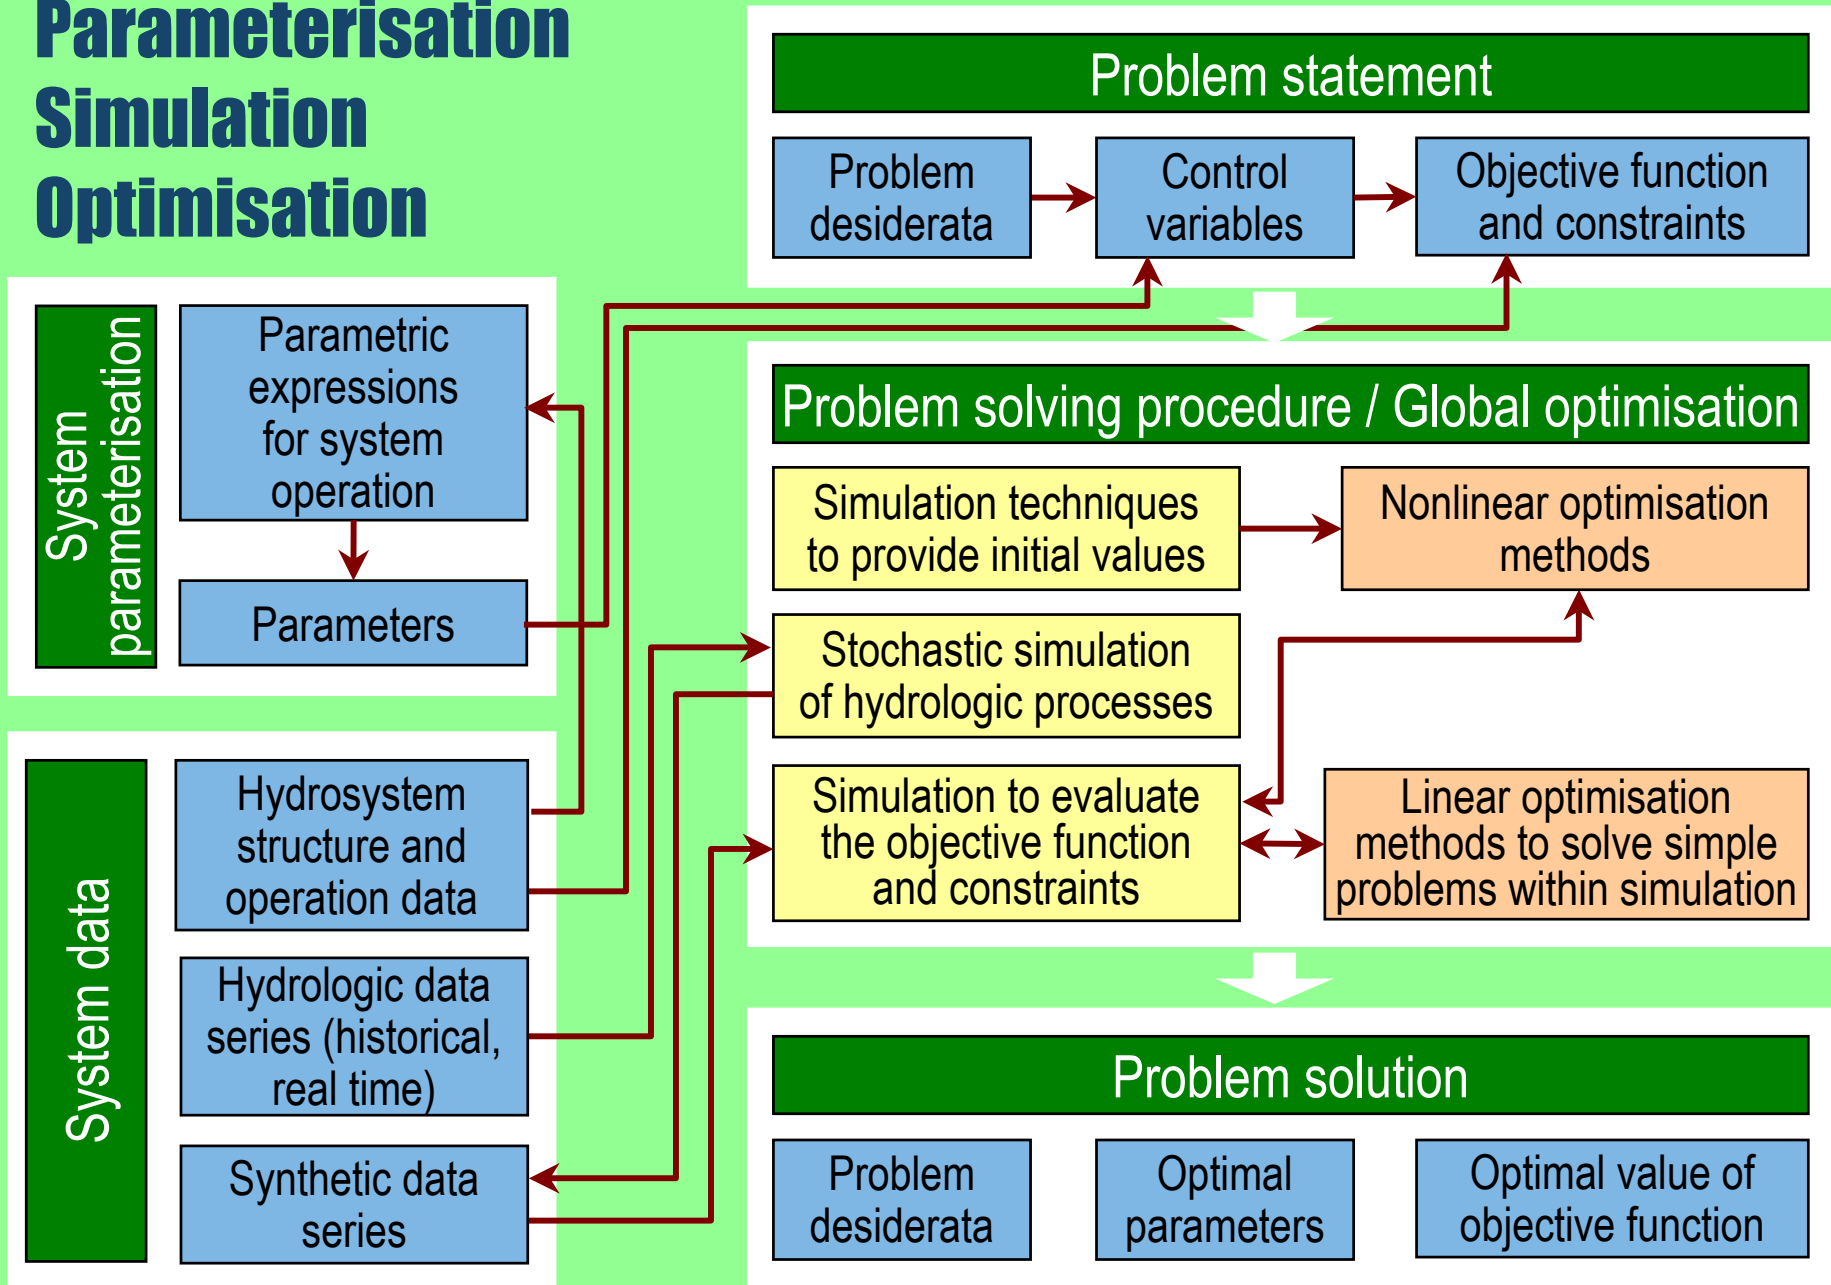 Parameterisation
Simulation
Optimisation
Problem statement
Problem
desiderata
Control
variables
Objective function
and constraints
System
parameterisation
Parametric
expressions
for system
operation
Parameters
Problem solving procedure / Global optimisation
Simulation techniques
to provide initial values
Nonlinear optimisation
methods
Stochastic simulation
of hydrologic processes
Simulation to evaluate
the objective function
and constraints
Linear optimisation
methods to solve simple
problems within simulation
System data
Hydrosystem
structure and
operation data
Hydrologic data
series (historical,
real time)
Synthetic data
series
Problem solution
Problem
desiderata
Optimal
parameters
Optimal value of
objective function